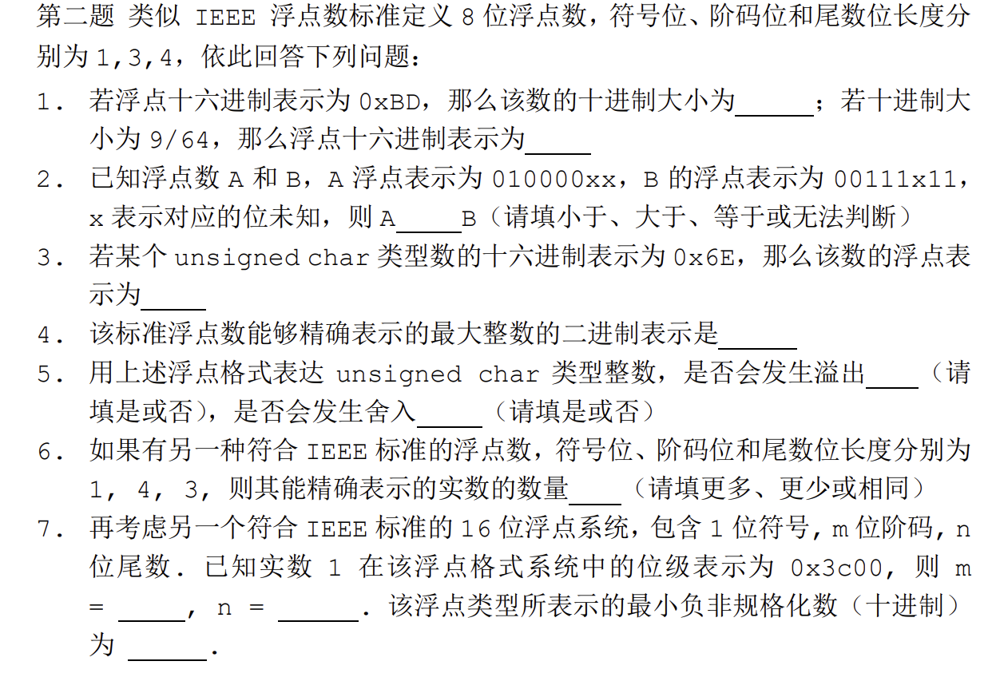 第二题 类似 IEEE 浮点数标准定义 8 位浮点数，符号位、阶码位和尾数位长度分
别为 1,3,4，依此回答下列问题：
1. 若浮点十六进制表示为 0xBD，那么该数的十进制大小为_____；若十进制大
小为 9/64，那么浮点十六进制表示为_____
2. 已知浮点数 A 和 B，A 浮点表示为 010000xx，B 的浮点表示为 00111x11，
x 表示对应的位未知，则 A_____B（请填小于、大于、等于或无法判断）
3. 若某个 unsigned char 类型数的十六进制表示为 0x6E，那么该数的浮点表
示为_____
4. 该标准浮点数能够精确表示的最大整数的二进制表示是_____
5. 用上述浮点格式表达 unsigned char 类型整数，是否会发生溢出____（请
填是或否），是否会发生舍入_____（请填是或否）
6. 如果有另一种符合 IEEE 标准的浮点数，符号位、阶码位和尾数位长度分别为
1, 4, 3, 则其能精确表示的实数的数量____（请填更多、更少或相同）
7. 再考虑另一个符合 IEEE 标准的 16 位浮点系统，包含 1 位符号, m 位阶码, n
位尾数. 已知实数 1 在该浮点格式系统中的位级表示为 0x3c00, 则 m
= _____, n = ______. 该浮点类型所表示的最小负非规格化数（十进制）
为 ______.